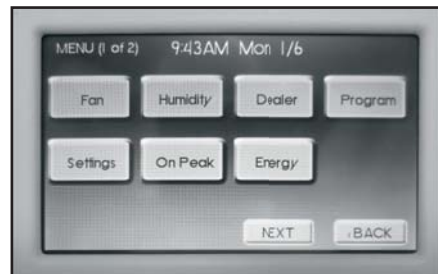 MENU (1 of 2) 9:43AM Mon 1/6
Fan Humidity Dealer Program
Settings On Peak Energy
NEXT ‹BACK